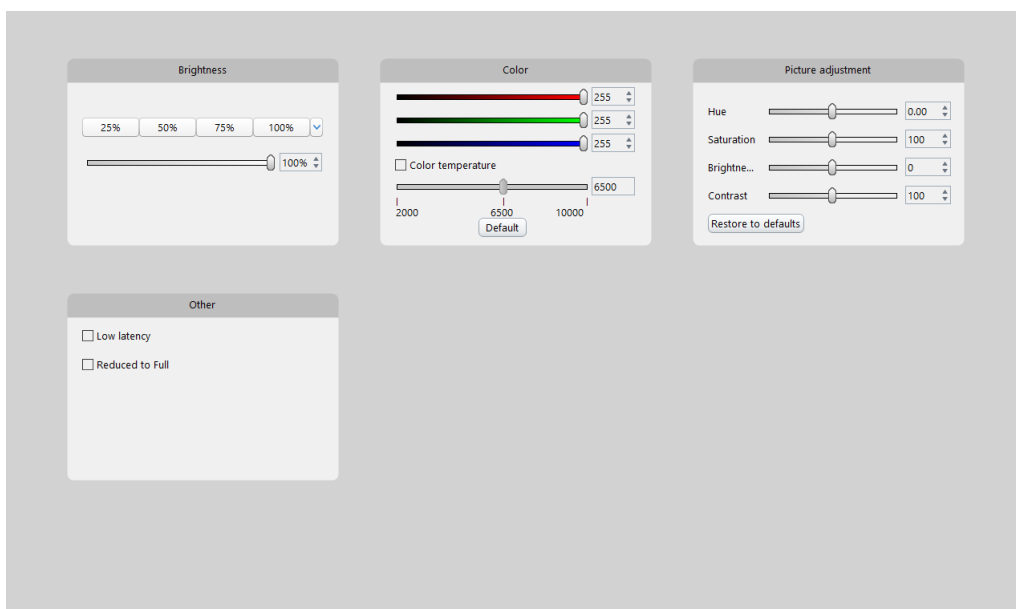 Brightness
25% 50% 75% 100%
100%
Color
255
255
255
Color temperature
6500
2000 6500 10000
Default
Picture adjustment
Hue 0.00
Saturation 100
Brightne... 0
Contrast 100
Restore to defaults
Other
Low latency
Reduced to Full